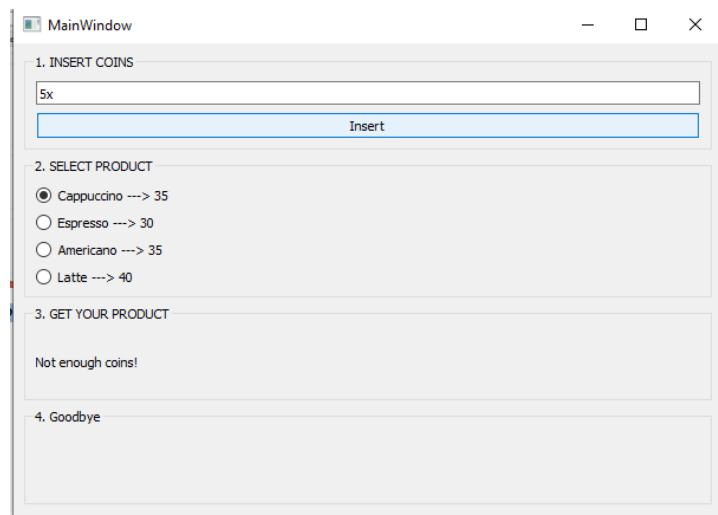 MainWindow
1. INSERT COINS
5x
Insert
2. SELECT PRODUCT
Cappuccino ---> 35
Espresso ---> 30
Americano ---> 35
Latte ---> 40
3. GET YOUR PRODUCT
Not enough coins!
4. Goodbye